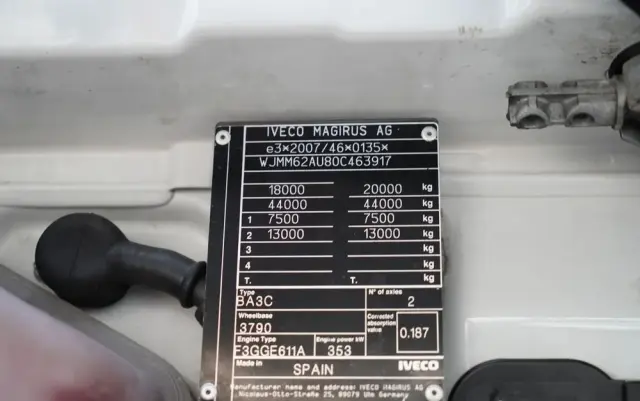 IVECO MAGIRUS AG
e3*2007/46*0135*
WJMM62AU80C463917
18000 20000 kg
44000 44000 kg
1 7500 7500 kg
2 13000 13000 kg
3 kg
4 kg
T. T. kg
Type N° of axles
BA3C 2
Wheelbase Corrected absorption value
3790 0.187
Engine Type Engine power kW
F3GGE611A 353 IVECO
Made in SPAIN
Manufacturer name and address: IVECO MAGIRUS AG
Nicolaus-Otto-Straße 25, 89079 Ulm Germany